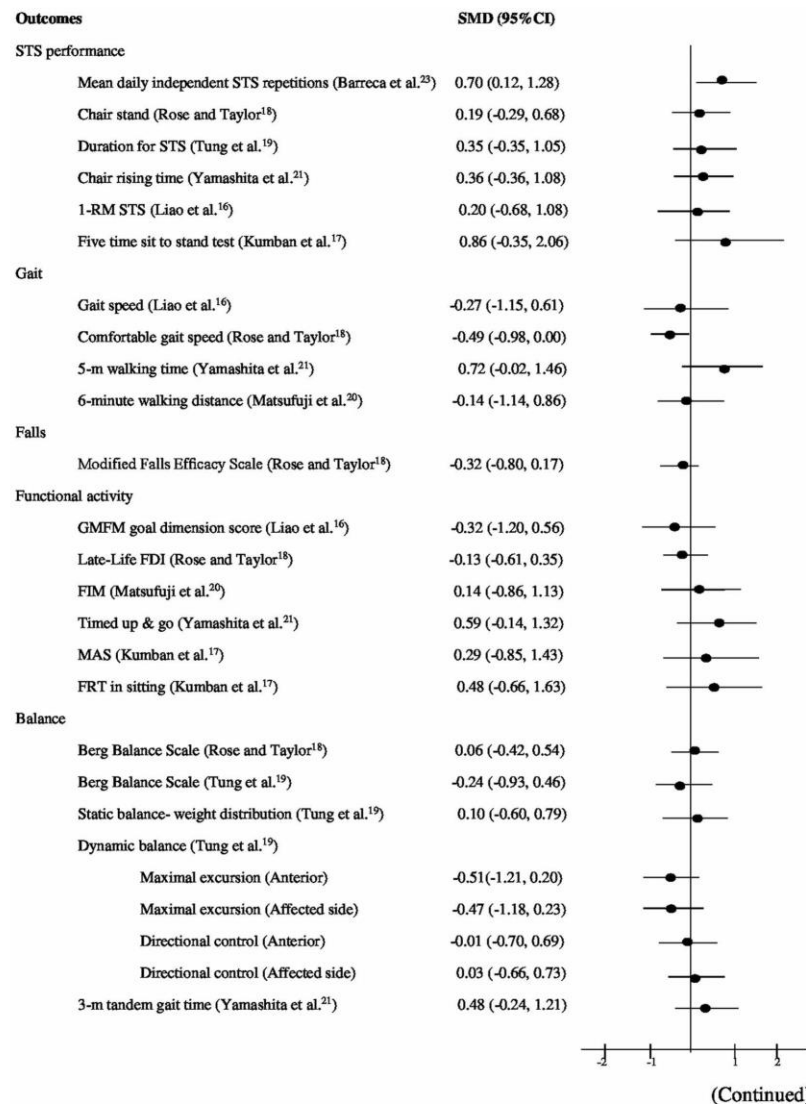 Outcomes SMD (95%CI)
STS performance
Mean daily independent STS repetitions (Barreca et al.23) 0.70 (0.12, 1.28)
Chair stand (Rose and Taylor18) 0.19 (-0.29, 0.68)
Duration for STS (Tung et al.19) 0.35 (-0.35, 1.05)
Chair rising time (Yamashita et al.21) 0.36 (-0.36, 1.08)
1-RM STS (Liao et al.16) 0.20 (-0.68, 1.08)
Five time sit to stand test (Kumban et al.17) 0.86 (-0.35, 2.06)
Gait
Gait speed (Liao et al.16) -0.27 (-1.15, 0.61)
Comfortable gait speed (Rose and Taylor18) -0.49 (-0.98, 0.00)
5-m walking time (Yamashita et al.21) 0.72 (-0.02, 1.46)
6-minute walking distance (Matsufuji et al.20) -0.14 (-1.14, 0.86)
Falls
Modified Falls Efficacy Scale (Rose and Taylor18) -0.32 (-0.80, 0.17)
Functional activity
GMFM goal dimension score (Liao et al.16) -0.32 (-1.20, 0.56)
Late-Life FDI (Rose and Taylor18) -0.13 (-0.61, 0.35)
FIM (Matsufuji et al.20) 0.14 (-0.86, 1.13)
Timed up & go (Yamashita et al.21) 0.59 (-0.14, 1.32)
MAS (Kumban et al.17) 0.29 (-0.85, 1.43)
FRT in sitting (Kumban et al.17) 0.48 (-0.66, 1.63)
Balance
Berg Balance Scale (Rose and Taylor18) 0.06 (-0.42, 0.54)
Berg Balance Scale (Tung et al.19) -0.24 (-0.93, 0.46)
Static balance- weight distribution (Tung et al.19) 0.10 (-0.60, 0.79)
Dynamic balance (Tung et al.19)
Maximal excursion (Anterior) -0.51(-1.21, 0.20)
Maximal excursion (Affected side) -0.47 (-1.18, 0.23)
Directional control (Anterior) -0.01 (-0.70, 0.69)
Directional control (Affected side) 0.03 (-0.66, 0.73)
3-m tandem gait time (Yamashita et al.21) 0.48 (-0.24, 1.21)
-2 -1 1 2
(Continued)